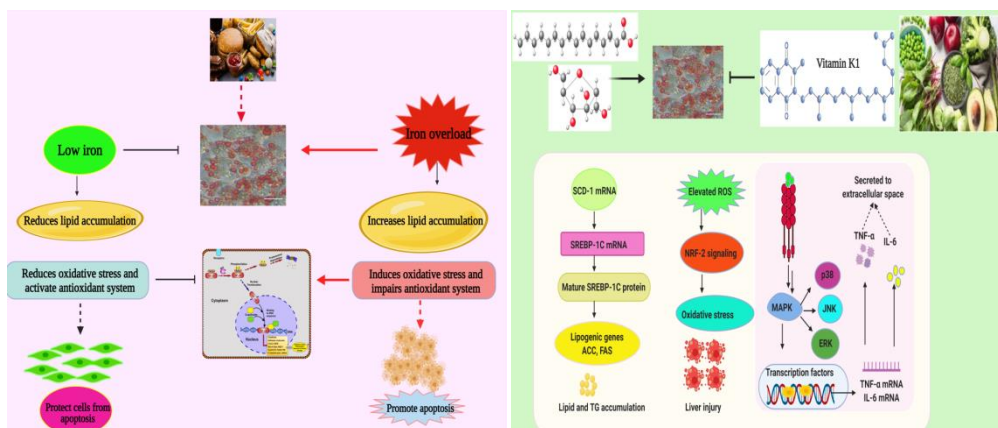 Low iron
Iron overload
Reduces lipid accumulation
Increases lipid accumulation
Reduces oxidative stress and
activate antioxidant system
Cytoplasm
Nucleus
Induces oxidative stress and
impairs antioxidant system
Protect cells from
apoptosis
Promote apoptosis
Vitamin K1
SCD-1 mRNA
SREBP-1C mRNA
Mature SREBP-1C protein
Lipogenic genes
ACC, FAS
Lipid and TG accumulation
Elevated ROS
NRF-2 signaling
Oxidative stress
Liver injury
Secreted to
extracellular space
TNF-α
IL-6
MAPK
p38
JNK
ERK
Transcription factors
TNF-α mRNA
IL-6 mRNA